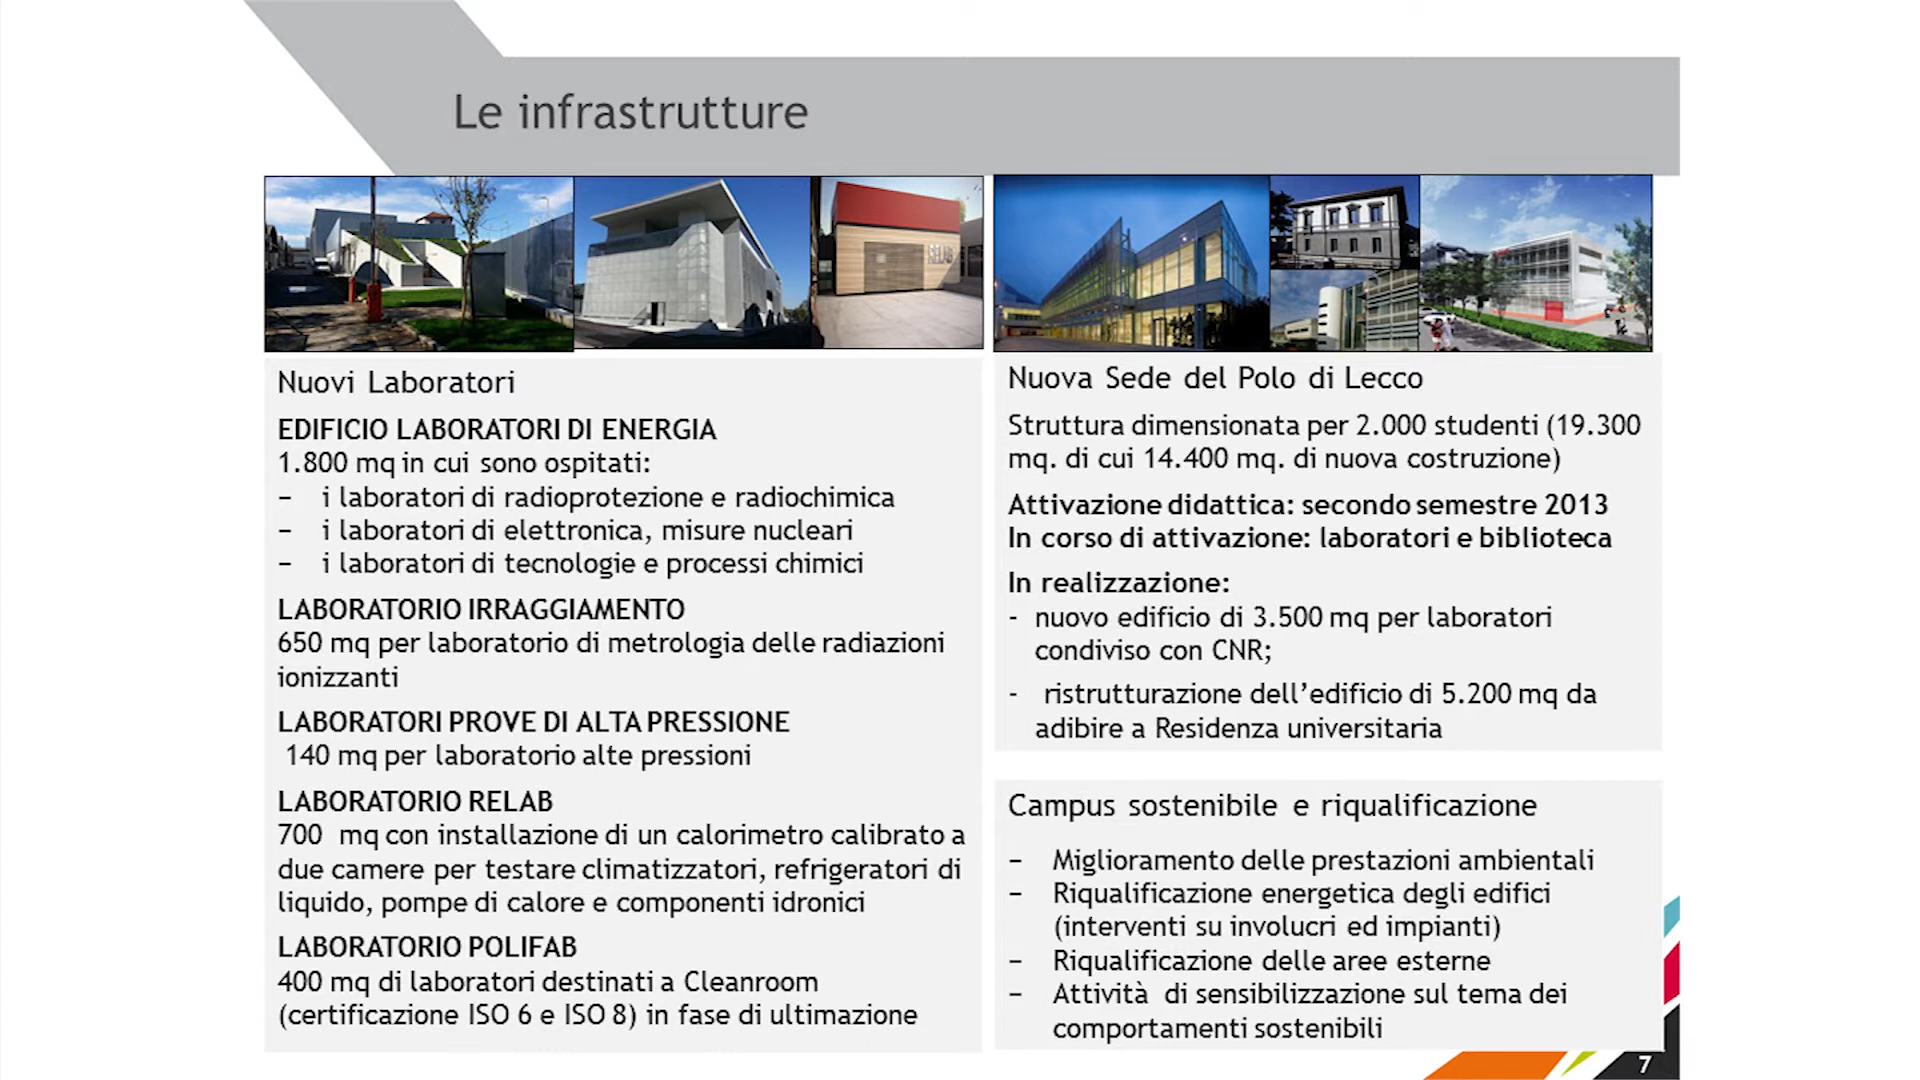 Le infrastrutture
RELAB
Nuovi Laboratori
EDIFICIO LABORATORI DI ENERGIA
1.800 mq in cui sono ospitati:
– i laboratori di radioprotezione e radiochimica
– i laboratori di elettronica, misure nucleari
– i laboratori di tecnologie e processi chimici
LABORATORIO IRRAGGIAMENTO
650 mq per laboratorio di metrologia delle radiazioni
ionizzanti
LABORATORI PROVE DI ALTA PRESSIONE
140 mq per laboratorio alte pressioni
LABORATORIO RELAB
700 mq con installazione di un calorimetro calibrato a
due camere per testare climatizzatori, refrigeratori di
liquido, pompe di calore e componenti idronici
LABORATORIO POLIFAB
400 mq di laboratori destinati a Cleanroom
(certificazione ISO 6 e ISO 8) in fase di ultimazione
Nuova Sede del Polo di Lecco
Struttura dimensionata per 2.000 studenti (19.300
mq. di cui 14.400 mq. di nuova costruzione)
Attivazione didattica: secondo semestre 2013
In corso di attivazione: laboratori e biblioteca
In realizzazione:
- nuovo edificio di 3.500 mq per laboratori
condiviso con CNR;
- ristrutturazione dell’edificio di 5.200 mq da
adibire a Residenza universitaria
Campus sostenibile e riqualificazione
– Miglioramento delle prestazioni ambientali
– Riqualificazione energetica degli edifici
(interventi su involucri ed impianti)
– Riqualificazione delle aree esterne
– Attività di sensibilizzazione sul tema dei
comportamenti sostenibili
7